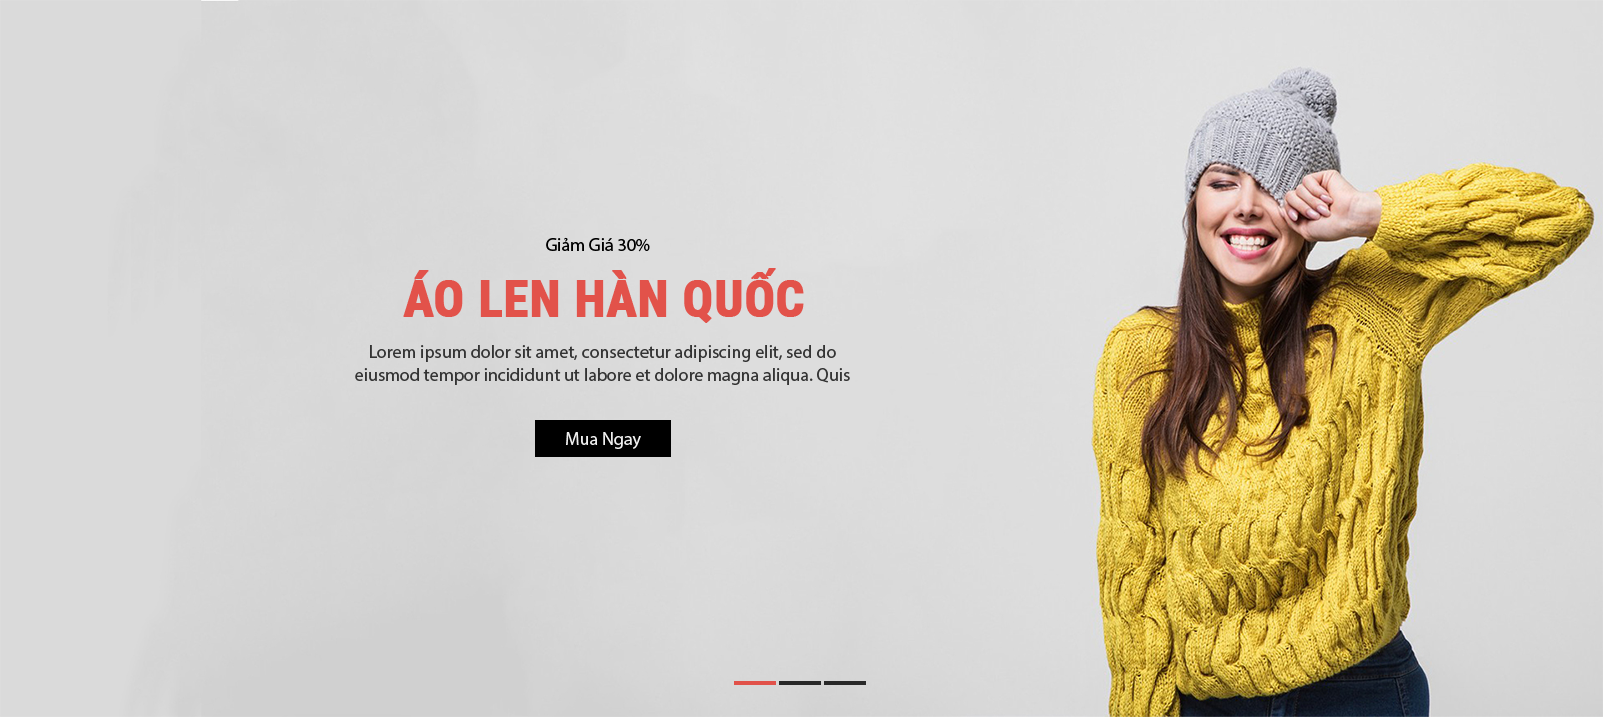 Giảm Giá 30%
ÁO LEN HÀN QUỐC
Lorem ipsum dolor sit amet, consectetur adipiscing elit, sed do
eiusmod tempor incididunt ut labore et dolore magna aliqua. Quis
Mua Ngay